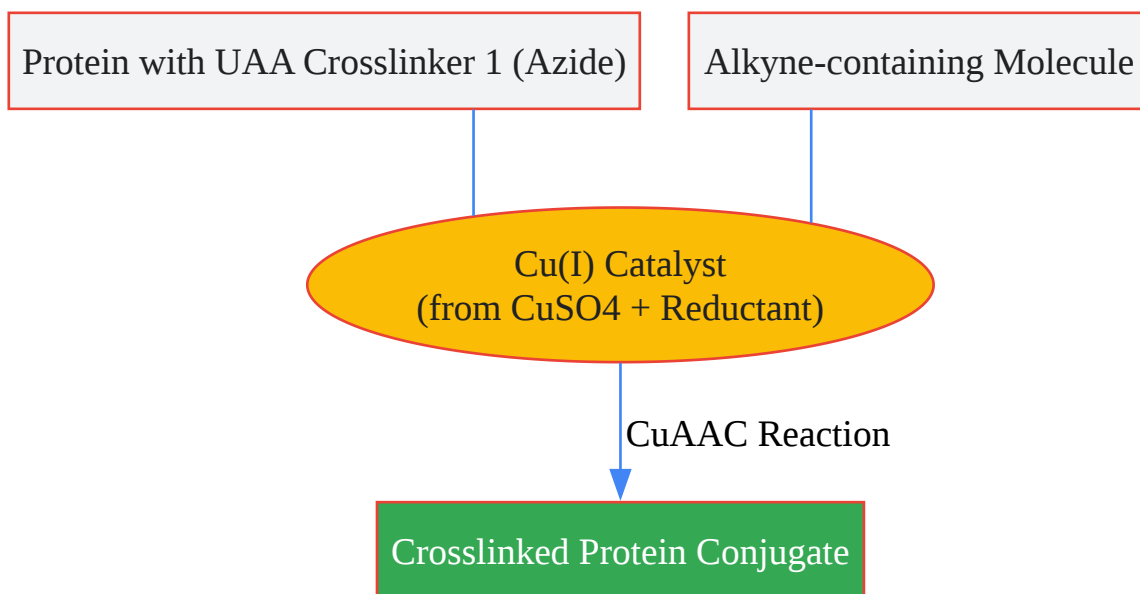 Protein with UAA Crosslinker 1 (Azide)
Alkyne-containing Molecule
Cu(I) Catalyst
(from CuSO4 + Reductant)
CuAAC Reaction
Crosslinked Protein Conjugate